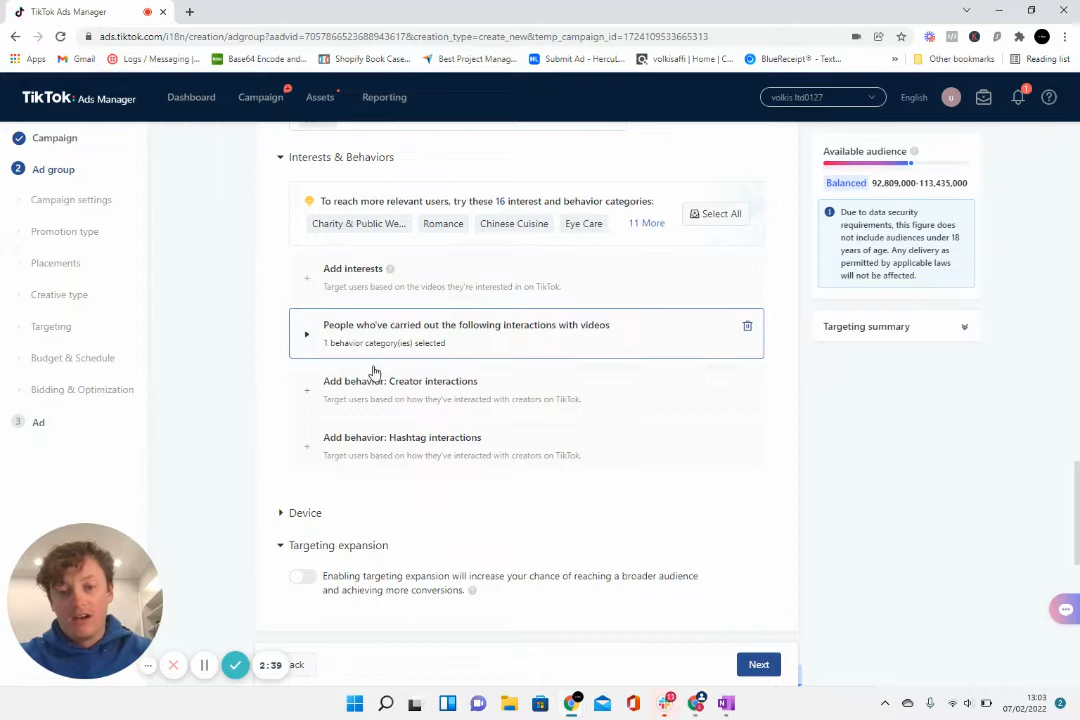 TikTok Ads Manager
ads.tiktok.com/i18n/creation/adgroup?aadvid=7057866523688943617&creation_type=create_new&temp_campaign_id=1724109533665313
Apps
Gmail
Logs / Messaging |...
Base64 Encode and...
Shopify Book Case...
Best Project Manag...
Submit Ad - HercuL...
volkisaffi | Home | C...
BlueReceipt® - Text...
»
Other bookmarks
Reading list
TikTok: Ads Manager
Dashboard
Campaign
Assets
Reporting
volkis ltd0127
English
u
1
Campaign
2 Ad group
Campaign settings
Promotion type
Placements
Creative type
Targeting
Budget & Schedule
Bidding & Optimization
3 Ad
Interests & Behaviors
To reach more relevant users, try these 16 interest and behavior categories:
Charity & Public We...
Romance
Chinese Cuisine
Eye Care
11 More
Select All
Add interests
Target users based on the videos they're interested in on TikTok.
People who've carried out the following interactions with videos
1 behavior category(ies) selected
Add behavior: Creator interactions
Target users based on how they've interacted with creators on TikTok.
Add behavior: Hashtag interactions
Target users based on how they've interacted with creators on TikTok.
Device
Targeting expansion
Enabling targeting expansion will increase your chance of reaching a broader audience
and achieving more conversions.
Available audience
Balanced 92,809,000-113,435,000
Due to data security
requirements, this figure does
not include audiences under 18
years of age. Any delivery as
permitted by applicable laws
will not be affected.
Targeting summary
2:39
ack
Next
13:03
07/02/2022
2